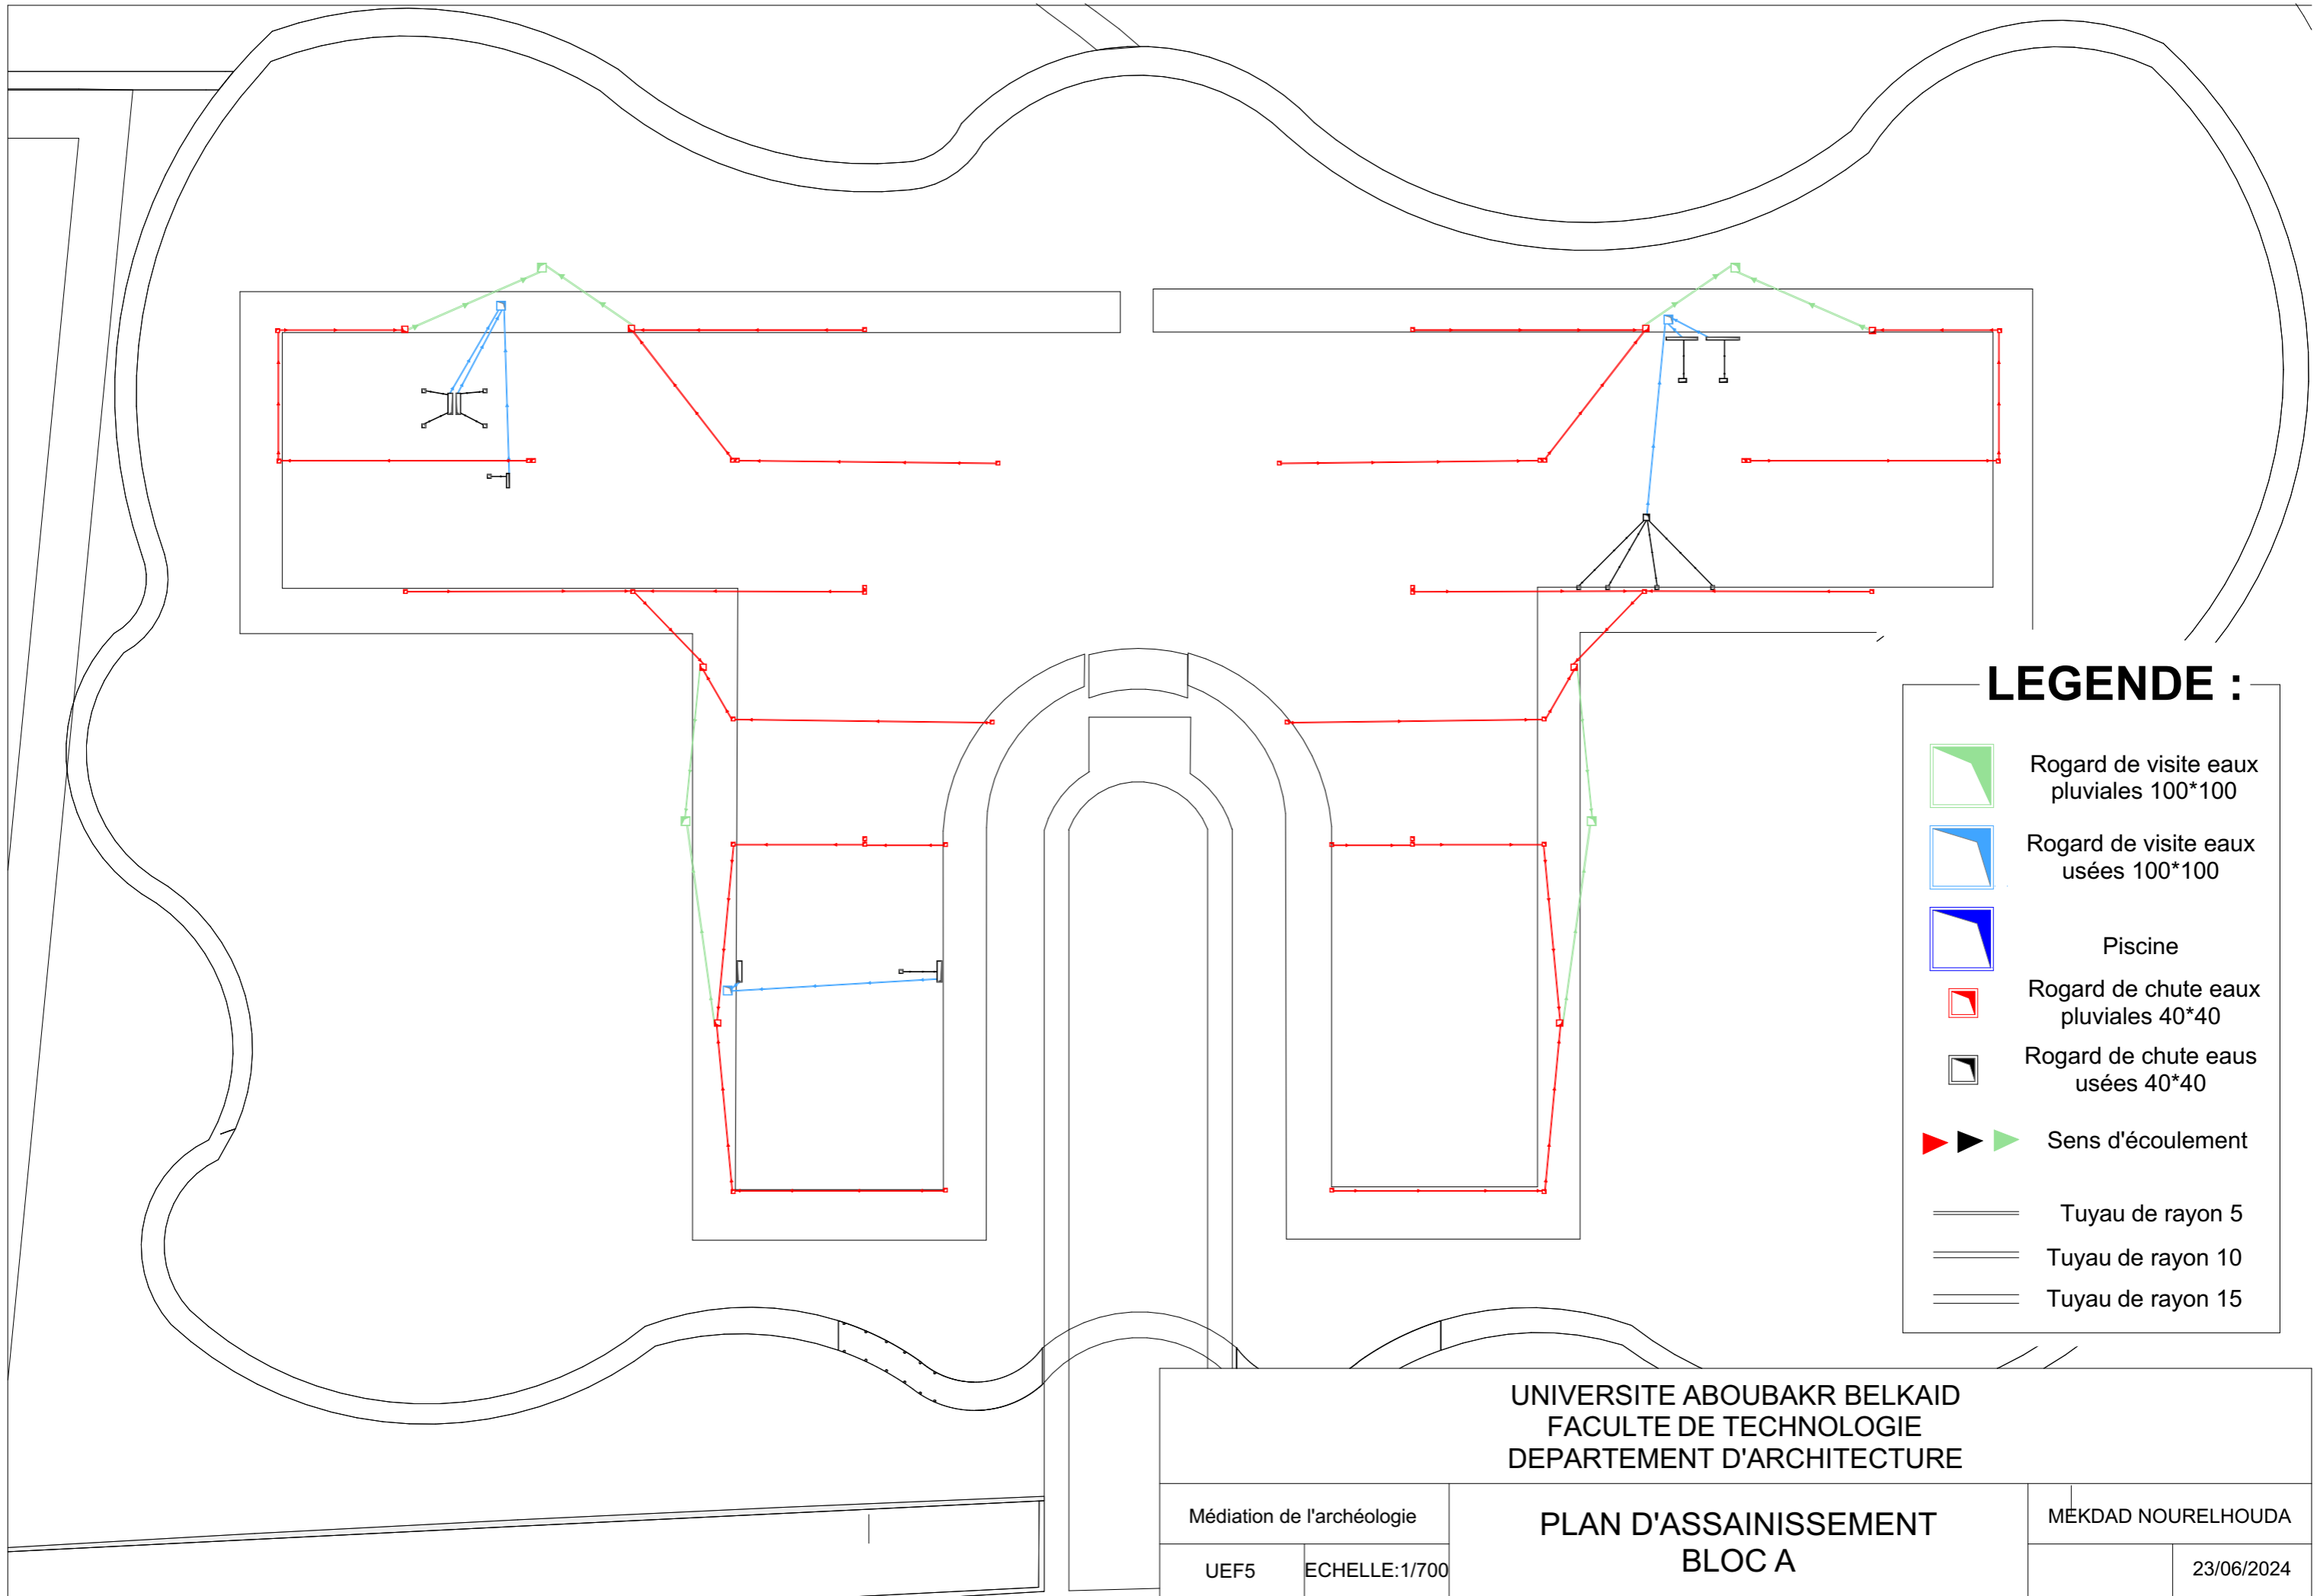 LEGENDE :
Rogard de visite eaux
pluviales 100*100
Rogard de visite eaux
usées 100*100
Piscine
Rogard de chute eaux
pluviales 40*40
Rogard de chute eaus
usées 40*40
Sens d'écoulement
Tuyau de rayon 5
Tuyau de rayon 10
Tuyau de rayon 15
UNIVERSITE ABOUBAKR BELKAID
FACULTE DE TECHNOLOGIE
DEPARTEMENT D'ARCHITECTURE
Médiation de l'archéologie
UEF5
ECHELLE:1/700
PLAN D'ASSAINISSEMENT
BLOC A
MEKDAD NOURELHOUDA
23/06/2024